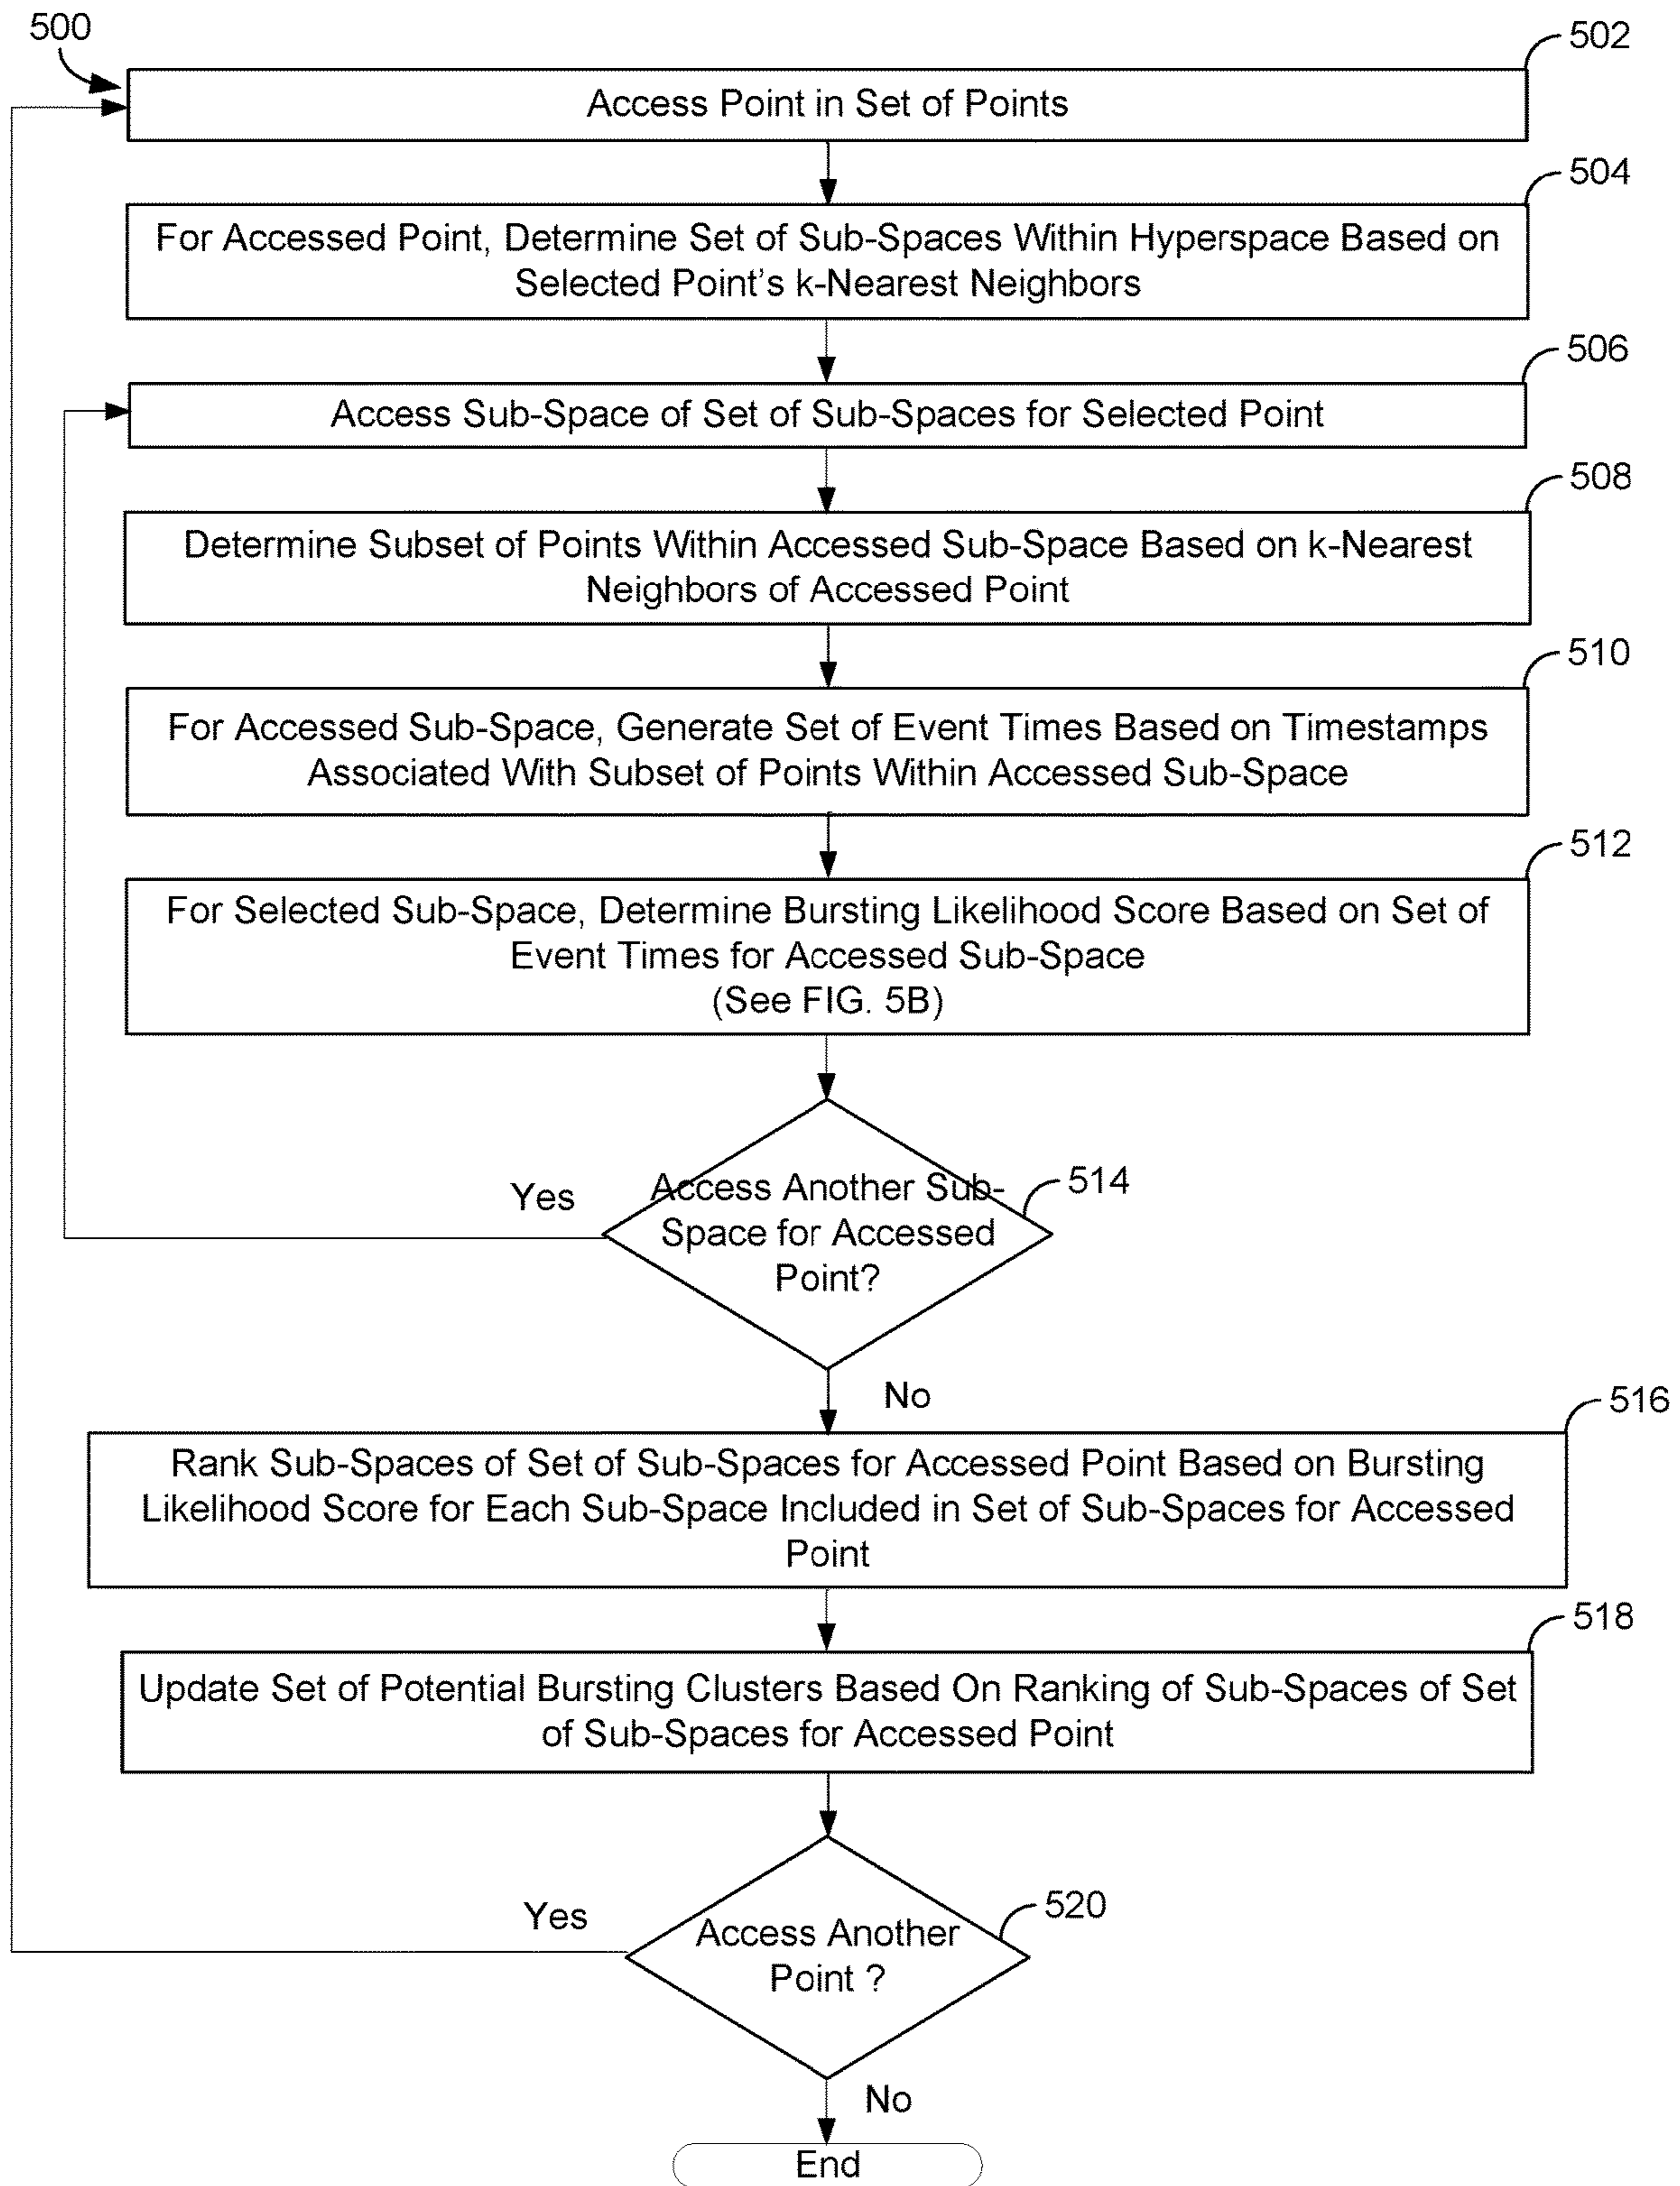 500
502
Access Point in Set of Points
504
For Accessed Point, Determine Set of Sub-Spaces Within Hyperspace Based on
Selected Point's k-Nearest Neighbors
506
Access Sub-Space of Set of Sub-Spaces for Selected Point
508
Determine Subset of Points Within Accessed Sub-Space Based on k-Nearest
Neighbors of Accessed Point
510
For Accessed Sub-Space, Generate Set of Event Times Based on Timestamps
Associated With Subset of Points Within Accessed Sub-Space
512
For Selected Sub-Space, Determine Bursting Likelihood Score Based on Set of
Event Times for Accessed Sub-Space
(See FIG. 5B)
514
Yes
Access Another Sub-
Space for Accessed
Point?
No
516
Rank Sub-Spaces of Set of Sub-Spaces for Accessed Point Based on Bursting
Likelihood Score for Each Sub-Space Included in Set of Sub-Spaces for Accessed
Point
518
Update Set of Potential Bursting Clusters Based On Ranking of Sub-Spaces of Set
of Sub-Spaces for Accessed Point
520
Yes
Access Another
Point ?
No
End